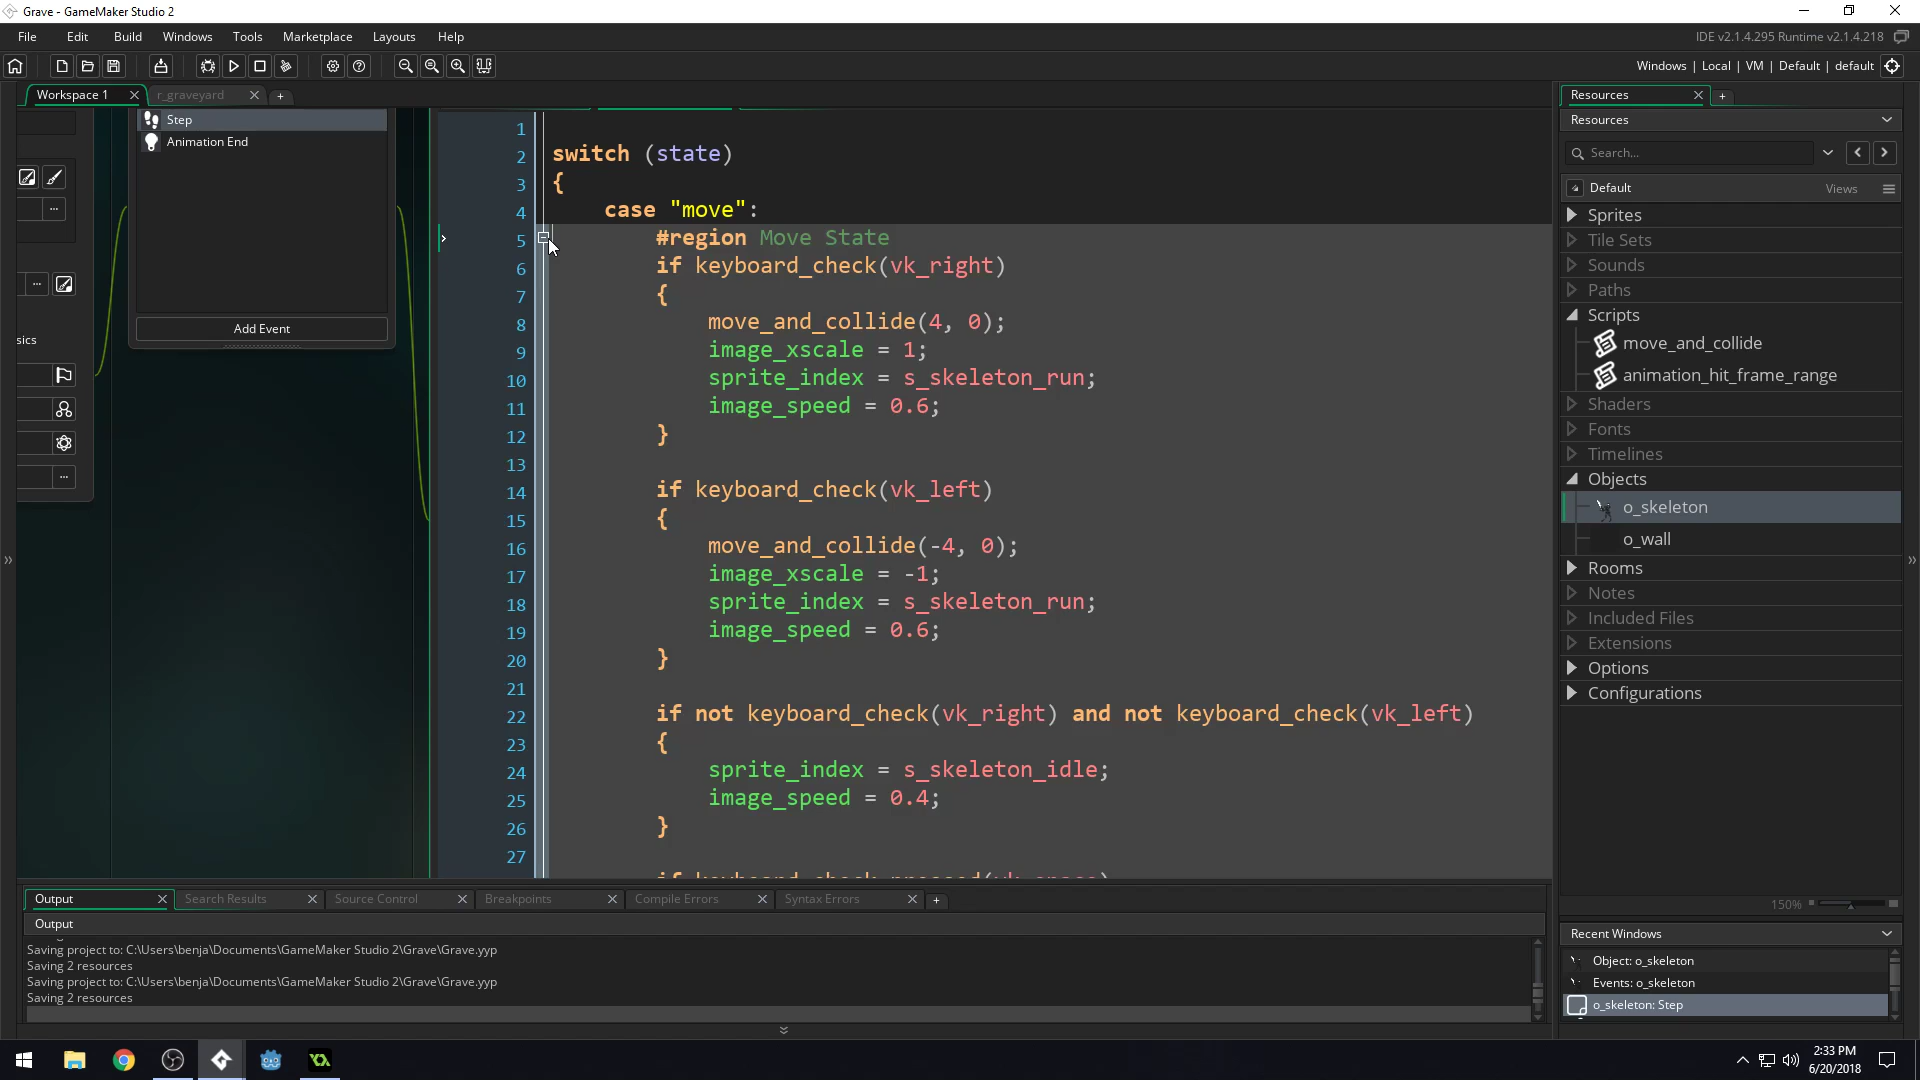 Grave - GameMaker Studio 2
File Edit Build Windows Tools Marketplace Layouts Help
IDE v2.1.4.295 Runtime v2.1.4.218
Windows | Local | VM | Default | default
Workspace 1
r_graveyard
Resources
Resources
Search...
Default
Views
Sprites
Tile Sets
Sounds
Paths
Scripts
move_and_collide
animation_hit_frame_range
Shaders
Fonts
Timelines
Objects
o_skeleton
o_wall
Rooms
Notes
Included Files
Extensions
Options
Configurations
150%
Recent Windows
Object: o_skeleton
Events: o_skeleton
o_skeleton: Step
Step
Animation End
Add Event
sics
1
2 switch (state)
3 {
4 case "move":
5 #region Move State
6 if keyboard_check(vk_right)
7 {
8 move_and_collide(4, 0);
9 image_xscale = 1;
10 sprite_index = s_skeleton_run;
11 image_speed = 0.6;
12 }
13
14 if keyboard_check(vk_left)
15 {
16 move_and_collide(-4, 0);
17 image_xscale = -1;
18 sprite_index = s_skeleton_run;
19 image_speed = 0.6;
20 }
21
22 if not keyboard_check(vk_right) and not keyboard_check(vk_left)
23 {
24 sprite_index = s_skeleton_idle;
25 image_speed = 0.4;
26 }
27
Output Search Results Source Control Breakpoints Compile Errors Syntax Errors
Output
Saving project to: C:\Users\benja\Documents\GameMaker Studio 2\Grave\Grave.yyp
Saving 2 resources
Saving project to: C:\Users\benja\Documents\GameMaker Studio 2\Grave\Grave.yyp
Saving 2 resources
2:33 PM
6/20/2018